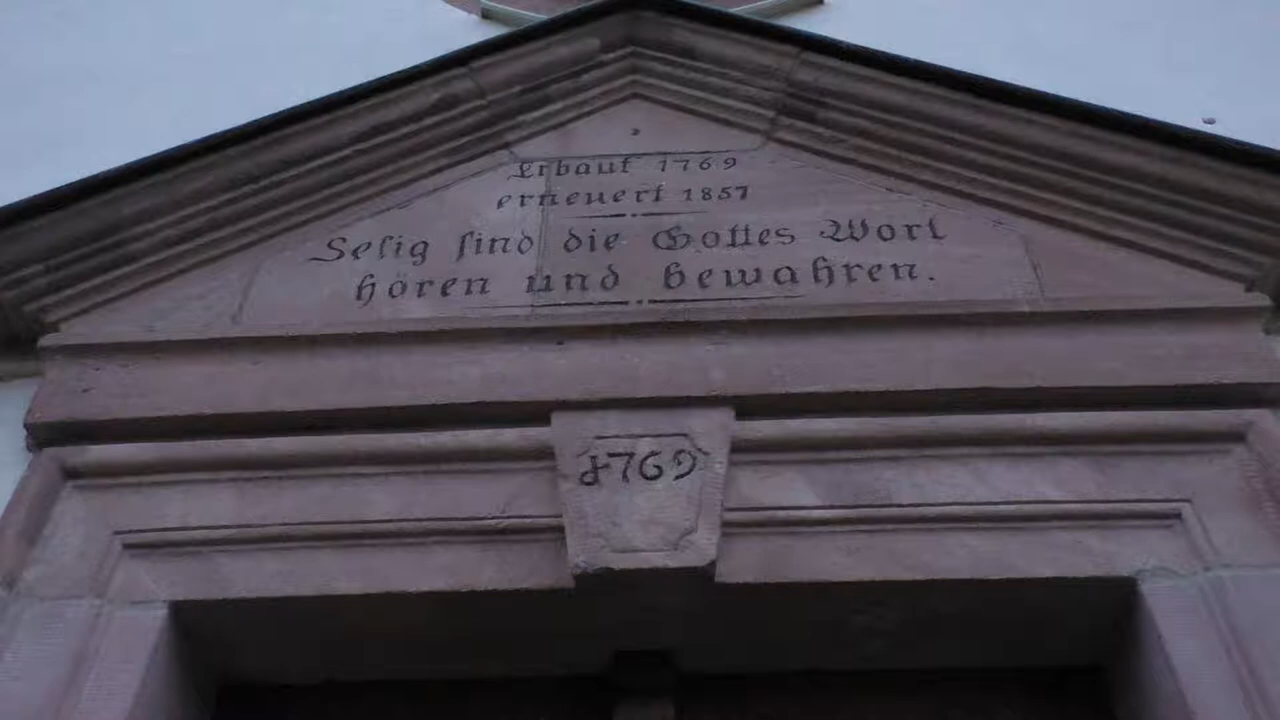 Erbaut 1769
erneuert 1857
Selig sind die Gottes Wort
hören und bewahren.
1769